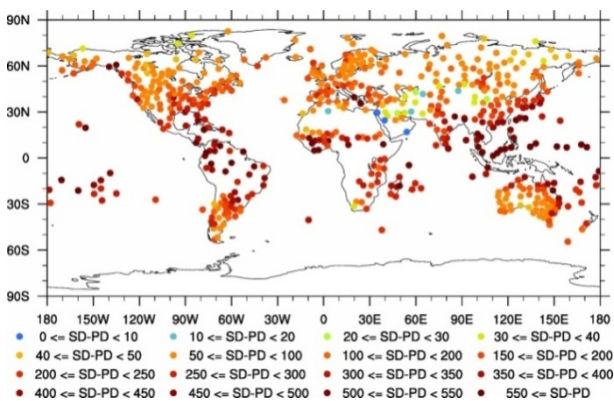 90N
60N
30N
0
30S
60S
90S
180 150W 120W 90W 60W 30W 0 30E 60E 90E 120E 150E 180
0 <= SD-PD < 10 10 <= SD-PD < 20 20 <= SD-PD < 30 30 <= SD-PD < 40
40 <= SD-PD < 50 50 <= SD-PD < 100 100 <= SD-PD < 200 150 <= SD-PD < 200
200 <= SD-PD < 250 250 <= SD-PD < 300 300 <= SD-PD < 350 350 <= SD-PD < 400
400 <= SD-PD < 450 450 <= SD-PD < 500 500 <= SD-PD < 550 550 <= SD-PD